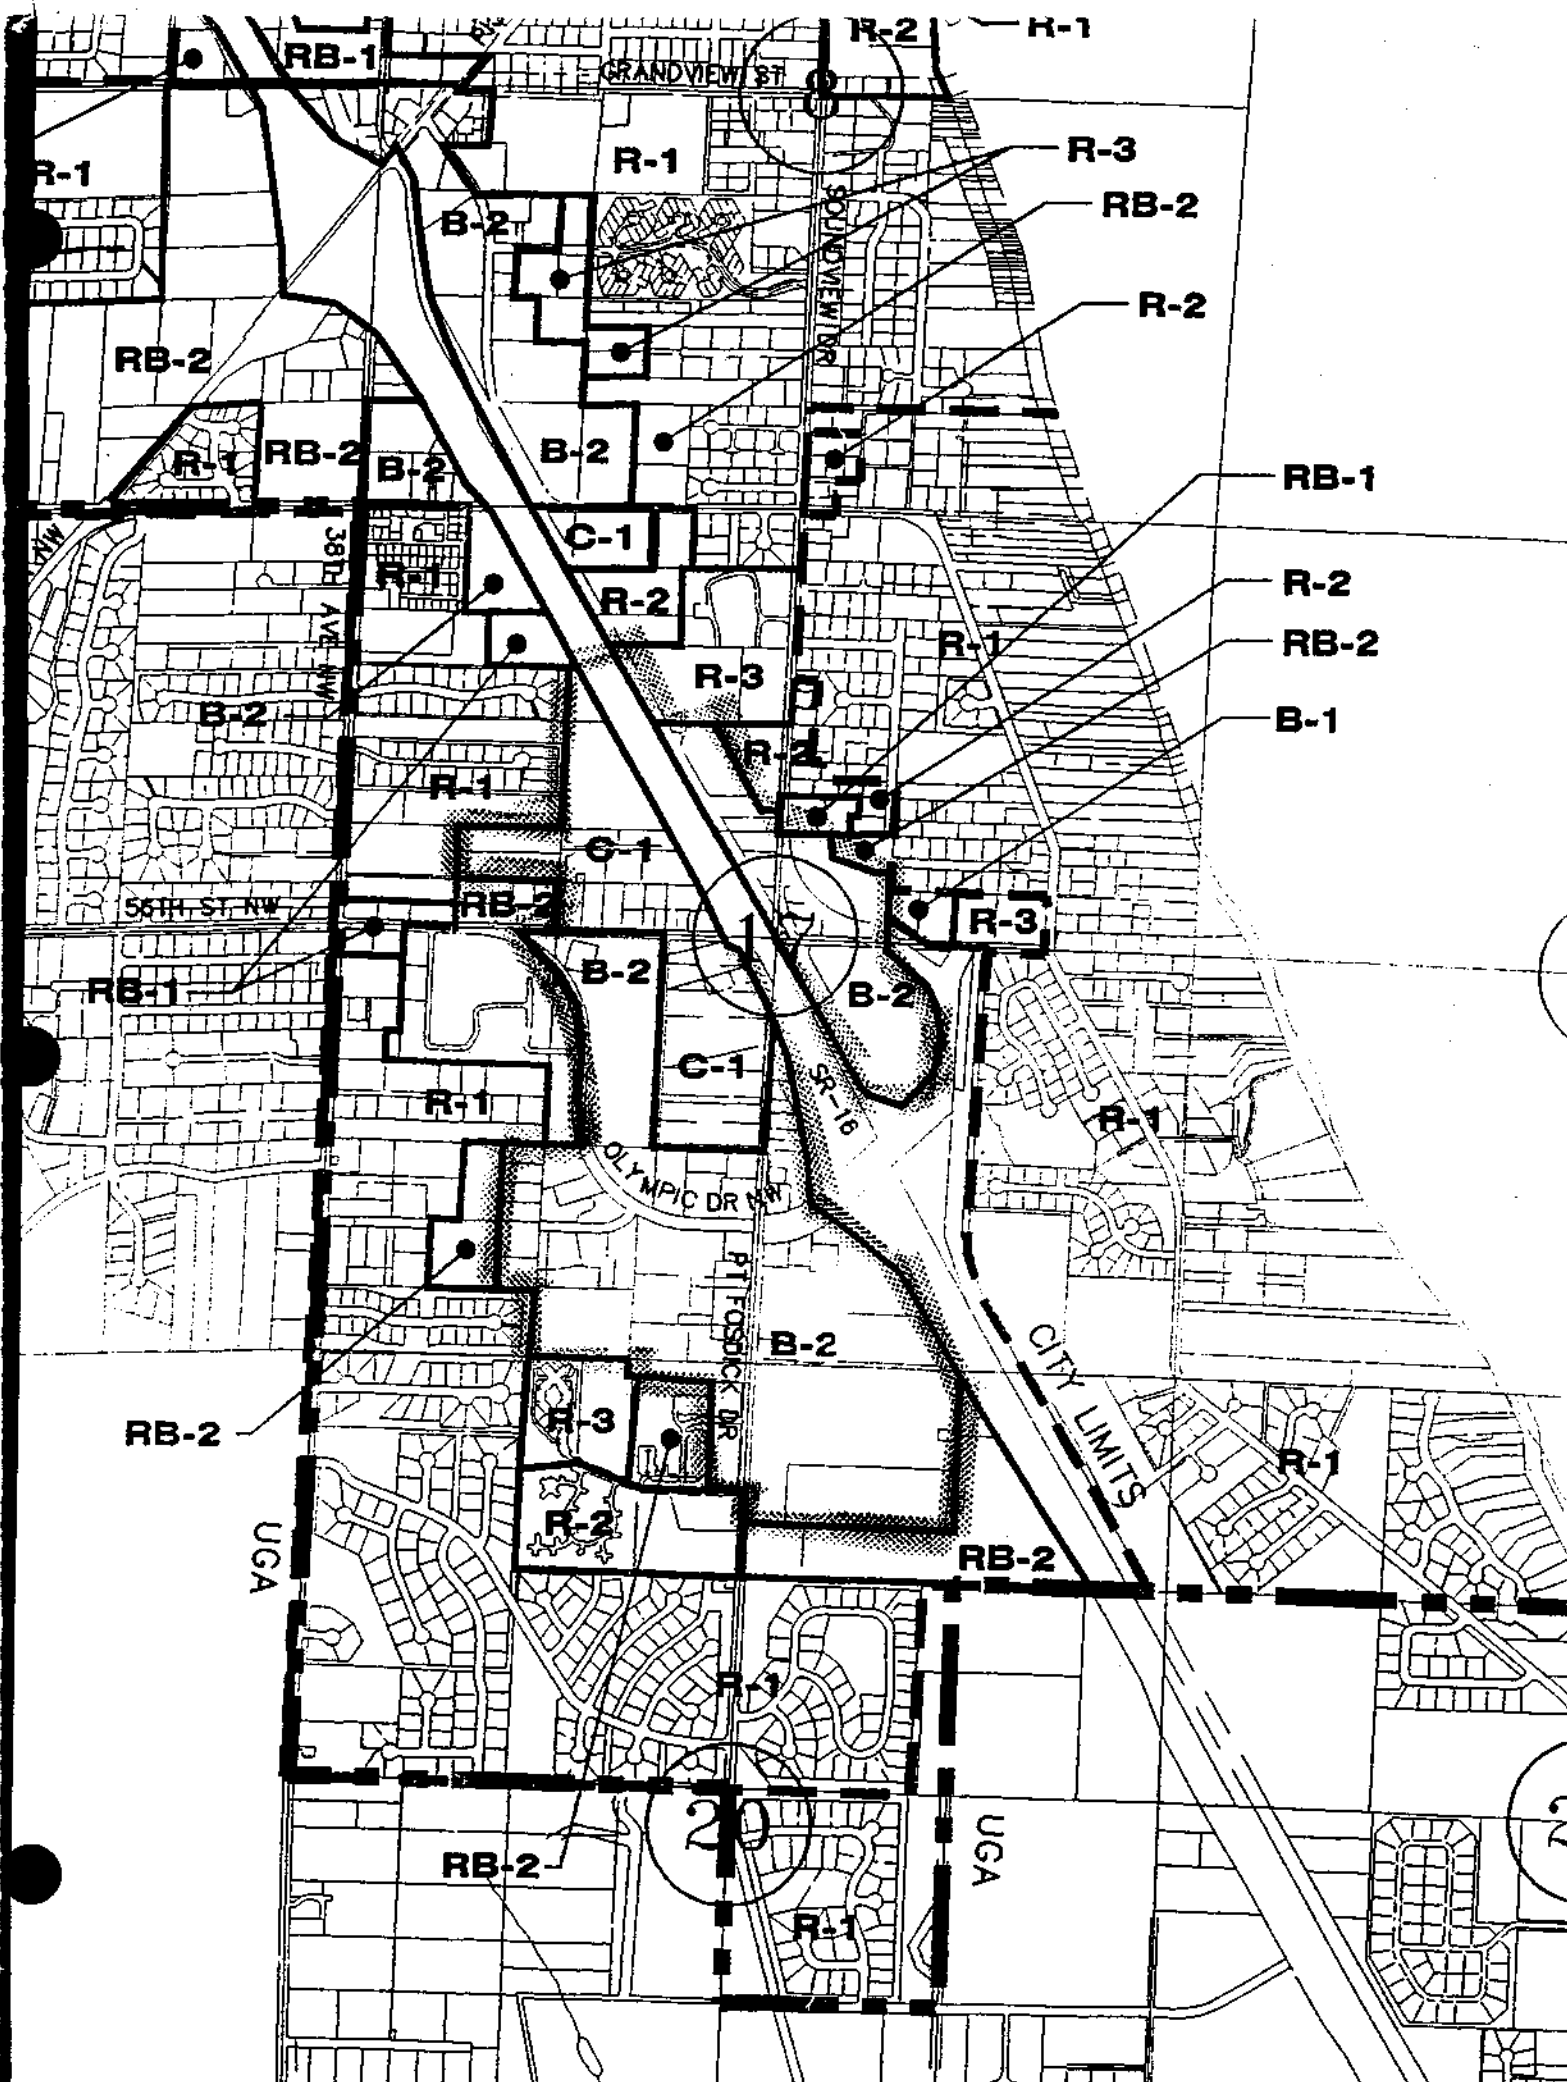 R-2
R-1
RB-1
GRANDVIEW ST
R-3
R-1
R-1
RB-2
B-2
SOUNDVIEW DR
R-2
RB-2
R-1
RB-2
B-2
B-2
RB-1
C-1
38TH AVE NW
R-1
R-2
R-2
R-1
RB-2
R-3
B-2
B-1
R-2
R-1
C-1
56TH ST NW
RB-2
R-3
17
B-2
RB-1
B-2
C-1
SR-16
R-1
R-1
OLYMPIC DR NW
PT FOSDICK DR
B-2
CITY LIMITS
RB-2
R-3
R-1
R-2
UGA
RB-2
R-1
20
UGA
RB-2
R-1